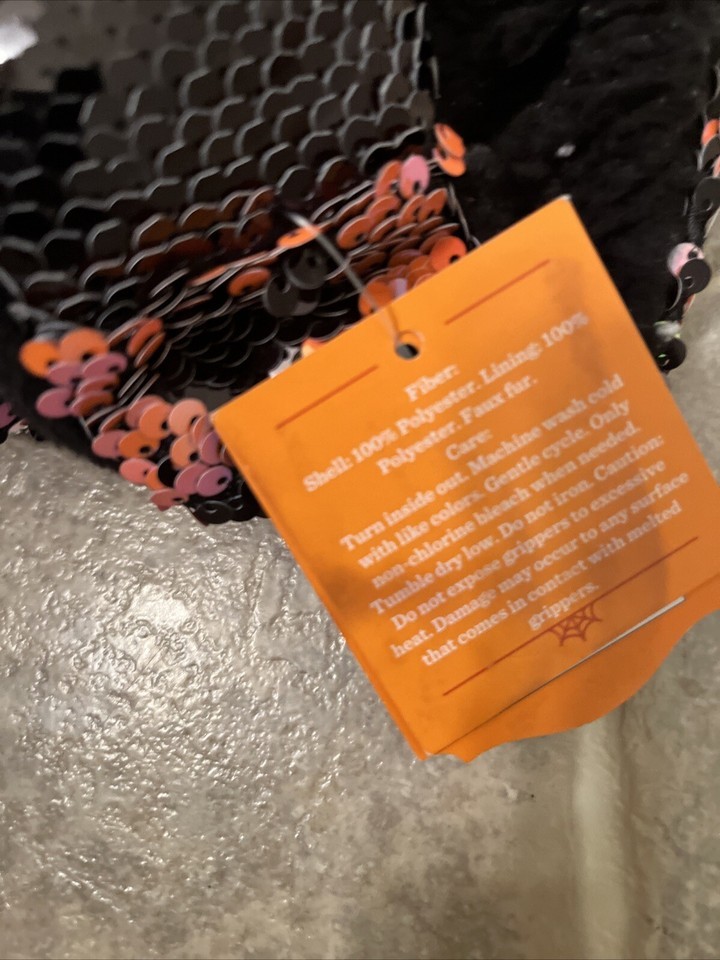 Fiber:
Shell: 100% Polyester. Lining: 100%
Polyester. Faux fur.
Care:
Turn inside out. Machine wash cold
with like colors. Gentle cycle. Only
non-chlorine bleach when needed.
Tumble dry low. Do not iron. Caution:
Do not expose grippers to excessive
heat. Damage may occur to any surface
that comes in contact with melted
grippers.